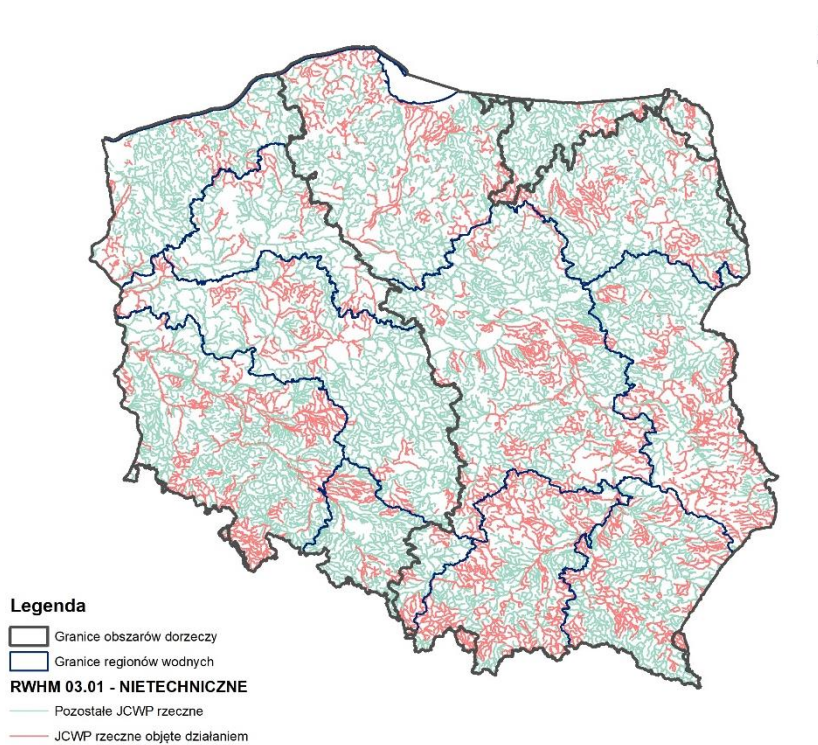 Legenda
Granice obszarów dorzeczy
Granice regionów wodnych
RWHM 03.01 - NIETECHNICZNE
Pozostałe JCWP rzeczne
JCWP rzeczne objęte działaniem